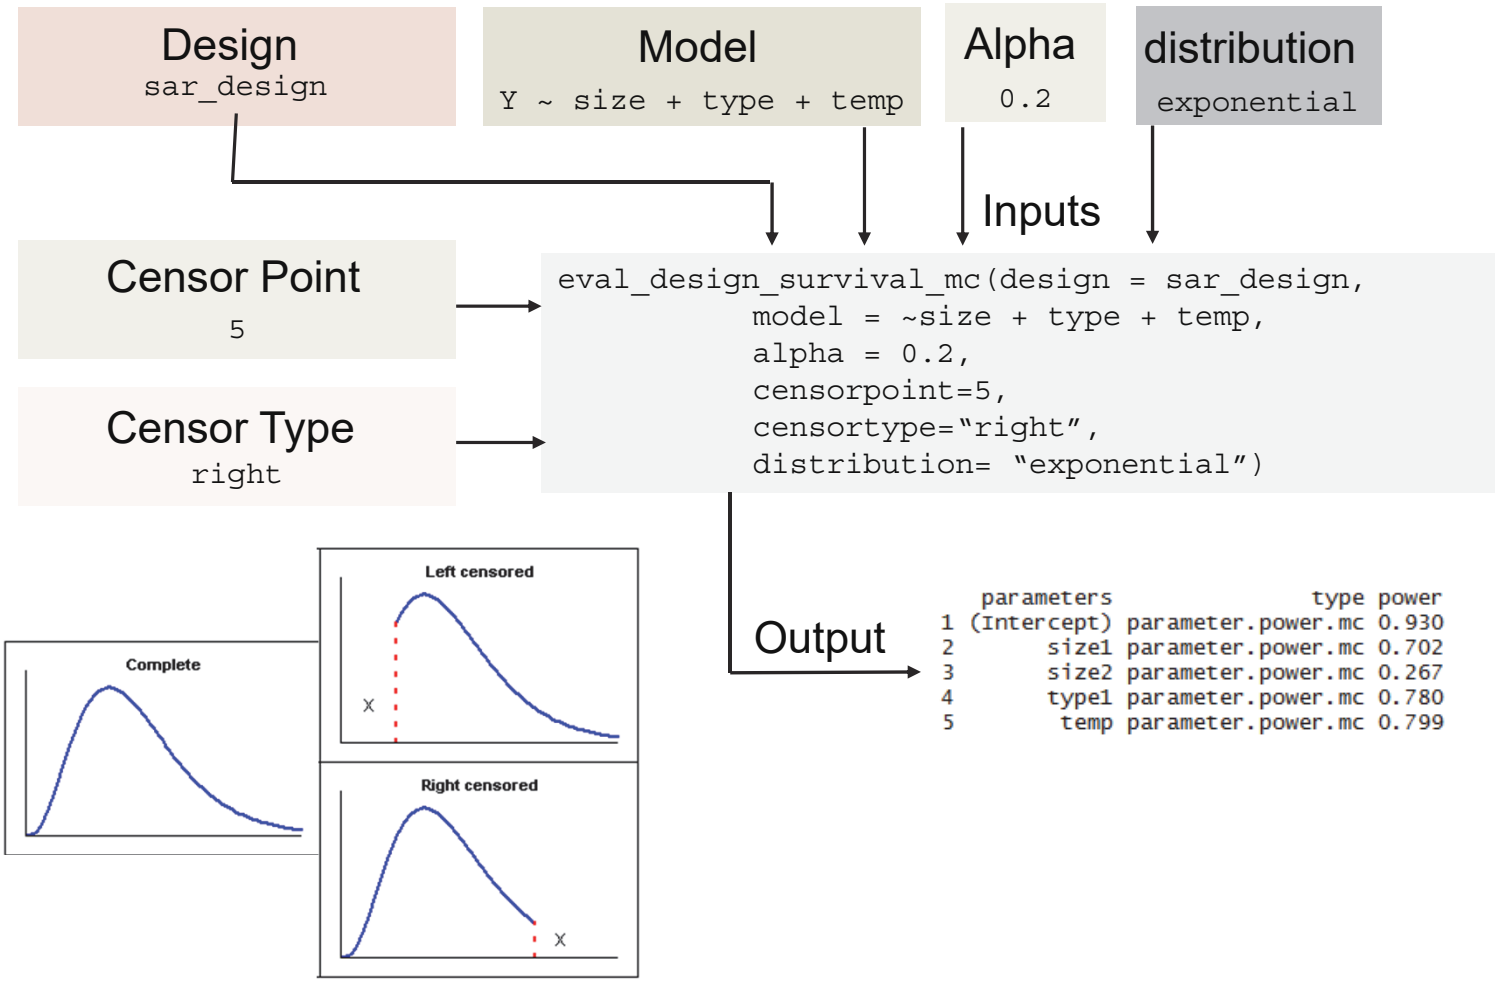 Design
sar_design
Model
Y ~ size + type + temp
Alpha
0.2
distribution
exponential
Inputs
Censor Point
5
Censor Type
right
eval_design_survival_mc(design = sar_design,
model = ~size + type + temp,
alpha = 0.2,
censorpoint=5,
censortype=“right”,
distribution= “exponential”)
Output
parameters type power
1 (Intercept) parameter.power.mc 0.930
2 size1 parameter.power.mc 0.702
3 size2 parameter.power.mc 0.267
4 type1 parameter.power.mc 0.780
5 temp parameter.power.mc 0.799
Complete
Left censored
X
Right censored
X